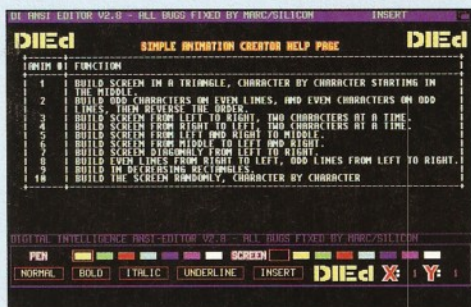 DI ANSI EDITOR V2.8 - ALL BUGS FIXED BY MARC/SILICON INSERT
DIEd DIEd
SIMPLE ANIMATION CREATOR HELP PAGE
ANIM # FUNCTION
1 BUILD SCREEN IN A TRIANGLE, CHARACTER BY CHARACTER STARTING IN
THE MIDDLE.
2 BUILD ODD CHARACTERS ON EVEN LINES, AND EVEN CHARACTERS ON ODD
LINES, THEN REVERSE THE ORDER.
3 BUILD SCREEN FROM LEFT TO RIGHT, TWO CHARACTERS AT A TIME.
4 BUILD SCREEN FROM RIGHT TO LEFT, TWO CHARACTERS AT A TIME.
5 BUILD SCREEN FROM LEFT AND RIGHT TO MIDDLE.
6 BUILD SCREEN FROM MIDDLE TO LEFT AND RIGHT.
7 BUILD SCREEN DIAGONALY FROM LEFT TO RIGHT.
8 BUILD EVEN LINES FROM RIGHT TO LEFT, ODD LINES FROM LEFT TO RIGHT.
9 BUILD IN DECREASING RECTANGLES.
10 BUILD THE SCREEN RANDOMLY, CHARACTER BY CHARACTER
DIGITAL INTELLIGENCE ANSI-EDITOR V2.8 - ALL BUGS FIXED BY MARC/SILICON
PEN SCREEN
NORMAL BOLD ITALIC UNDERLINE INSERT DIEd X: 1 Y: 1